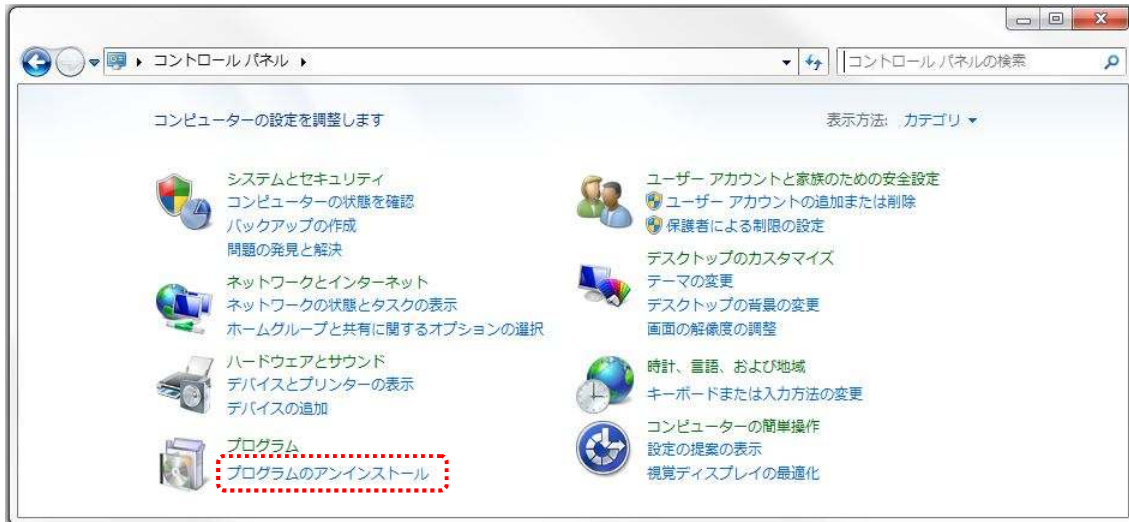 コントロール パネル
コントロール パネルの検索
コンピューターの設定を調整します
表示方法: カテゴリ
システムとセキュリティ
コンピューターの状態を確認
バックアップの作成
問題の発見と解決
ネットワークとインターネット
ネットワークの状態とタスクの表示
ホームグループと共有に関するオプションの選択
ハードウェアとサウンド
デバイスとプリンターの表示
デバイスの追加
プログラム
プログラムのアンインストール
ユーザー アカウントと家族のための安全設定
ユーザー アカウントの追加または削除
保護者による制限の設定
デスクトップのカスタマイズ
テーマの変更
デスクトップの背景の変更
画面の解像度の調整
時計、言語、および地域
キーボードまたは入力方法の変更
コンピューターの簡単操作
設定の提案の表示
視覚ディスプレイの最適化